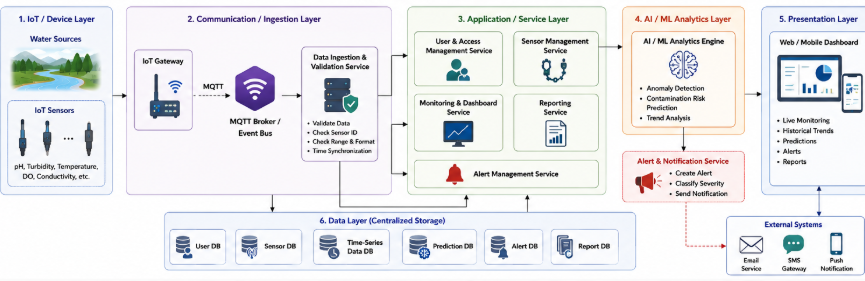 1. IoT / Device Layer
Water Sources
IoT Sensors
pH, Turbidity, Temperature,
DO, Conductivity, etc.
2. Communication / Ingestion Layer
IoT Gateway
MQTT
MQTT Broker /
Event Bus
Data Ingestion &
Validation Service
• Validate Data
• Check Sensor ID
• Check Range & Format
• Time Synchronization
3. Application / Service Layer
User & Access
Management Service
Sensor Management
Service
Monitoring & Dashboard
Service
Reporting
Service
Alert Management Service
4. AI / ML Analytics Layer
AI / ML Analytics Engine
• Anomaly Detection
• Contamination Risk
Prediction
• Trend Analysis
Alert & Notification Service
• Create Alert
• Classify Severity
• Send Notification
5. Presentation Layer
Web / Mobile Dashboard
• Live Monitoring
• Historical Trends
• Predictions
• Alerts
• Reports
External Systems
Email
Service
SMS
Gateway
Push
Notification
6. Data Layer (Centralized Storage)
User DB
Sensor DB
Time-Series
Data DB
Prediction DB
Alert DB
Report DB